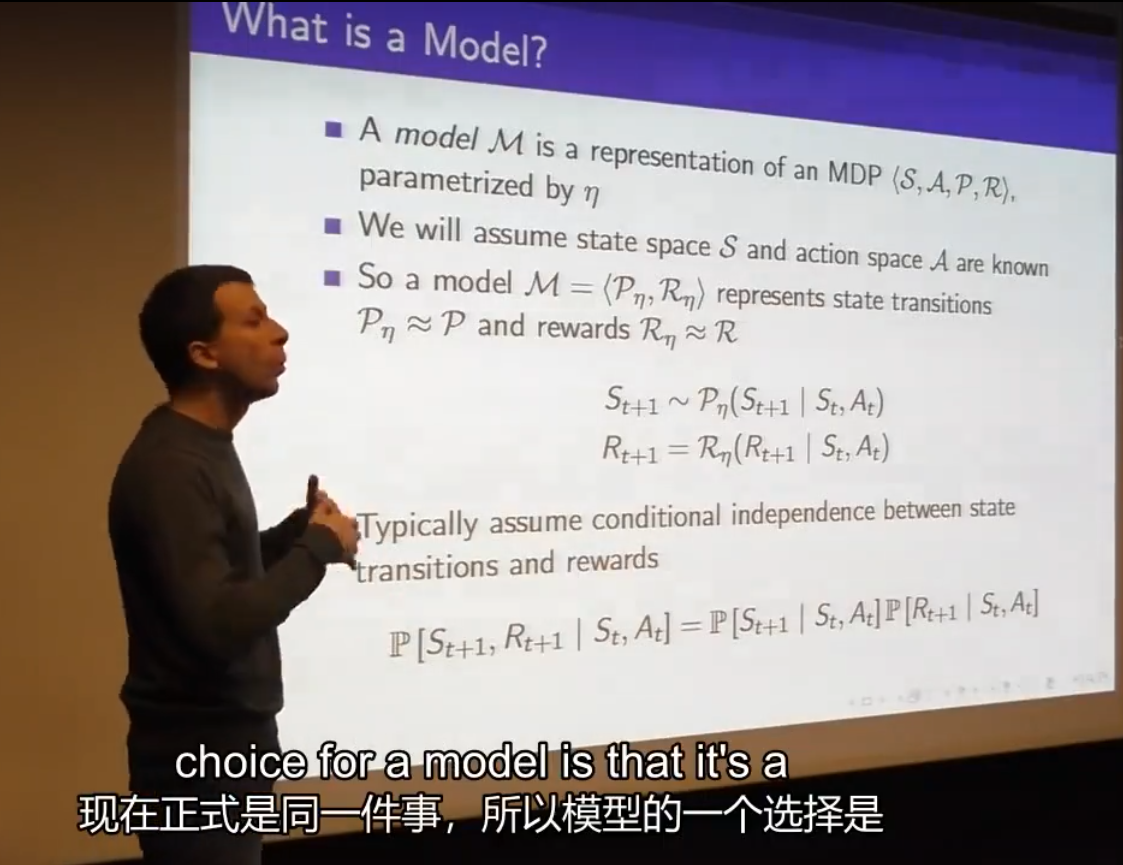 What is a Model?
A model M is a representation of an MDP ⟨S, A, P, R⟩,
parametrized by η
We will assume state space S and action space A are known
So a model M = ⟨Pη, Rη⟩ represents state transitions
Pη ≈ P and rewards Rη ≈ R
Sₜ₊₁ ∼ Pη(Sₜ₊₁ | Sₜ, Aₜ)
Rₜ₊₁ = Rη(Rₜ₊₁ | Sₜ, Aₜ)
Typically assume conditional independence between state
transitions and rewards
ℙ[Sₜ₊₁, Rₜ₊₁ | Sₜ, Aₜ] = ℙ[Sₜ₊₁ | Sₜ, Aₜ]ℙ[Rₜ₊₁ | Sₜ, Aₜ]
choice for a model is that it's a
现在正式是同一件事，所以模型的一个选择是